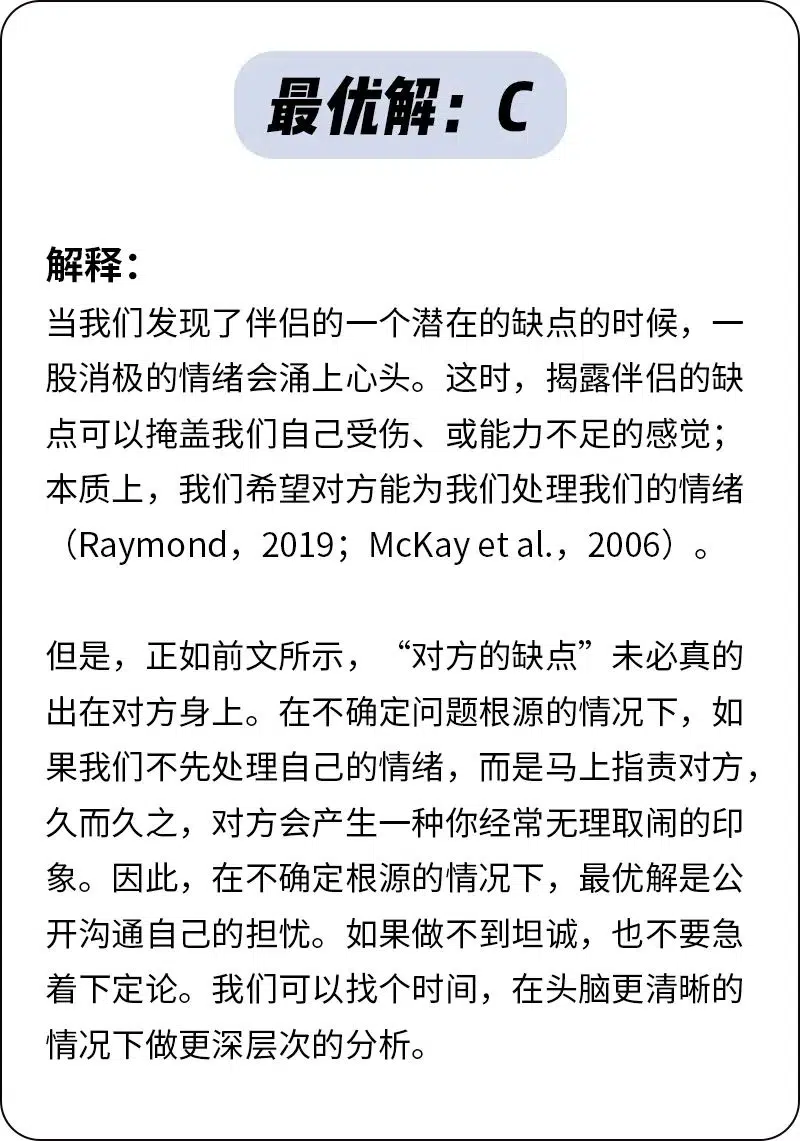 最优解：C
解释：
当我们发现了伴侣的一个潜在的缺点的时候，一
股消极的情绪会涌上心头。这时，揭露伴侣的缺
点可以掩盖我们自己受伤、或能力不足的感觉；
本质上，我们希望对方能为我们处理我们的情绪
（Raymond，2019；McKay et al.，2006）。
但是，正如前文所示，“对方的缺点”未必真的
出在对方身上。在不确定问题根源的情况下，如
果我们不先处理自己的情绪，而是马上指责对方，
久而久之，对方会产生一种你经常无理取闹的印
象。因此，在不确定根源的情况下，最优解是公
开沟通自己的担忧。如果做不到坦诚，也不要急
着下定论。我们可以找个时间，在头脑更清晰的
情况下做更深层次的分析。